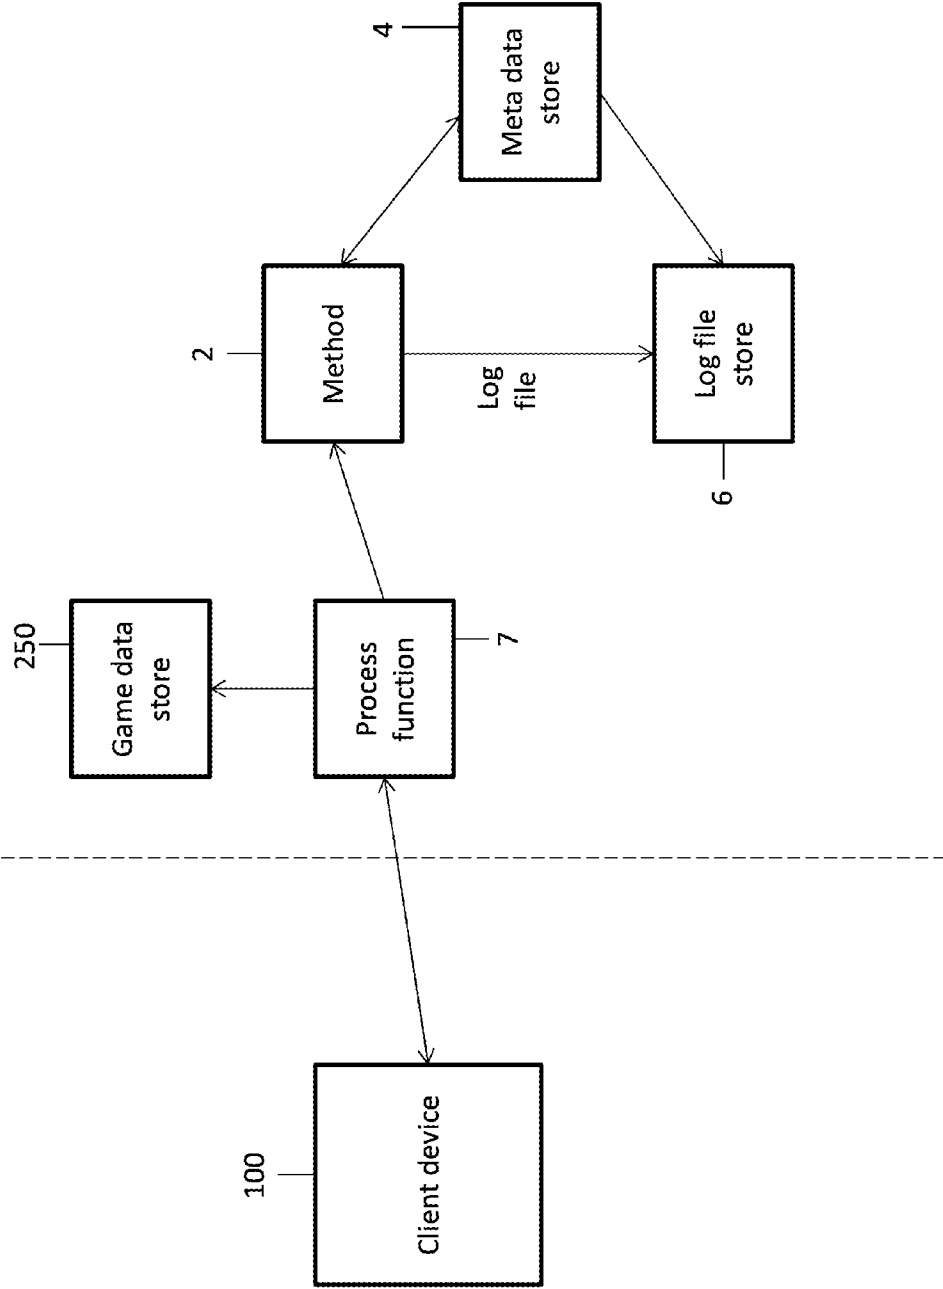 250
Game data
store
2
100
Method
4
Process
function
Client device
Log
file
7
Meta data
store
Log file
store
6